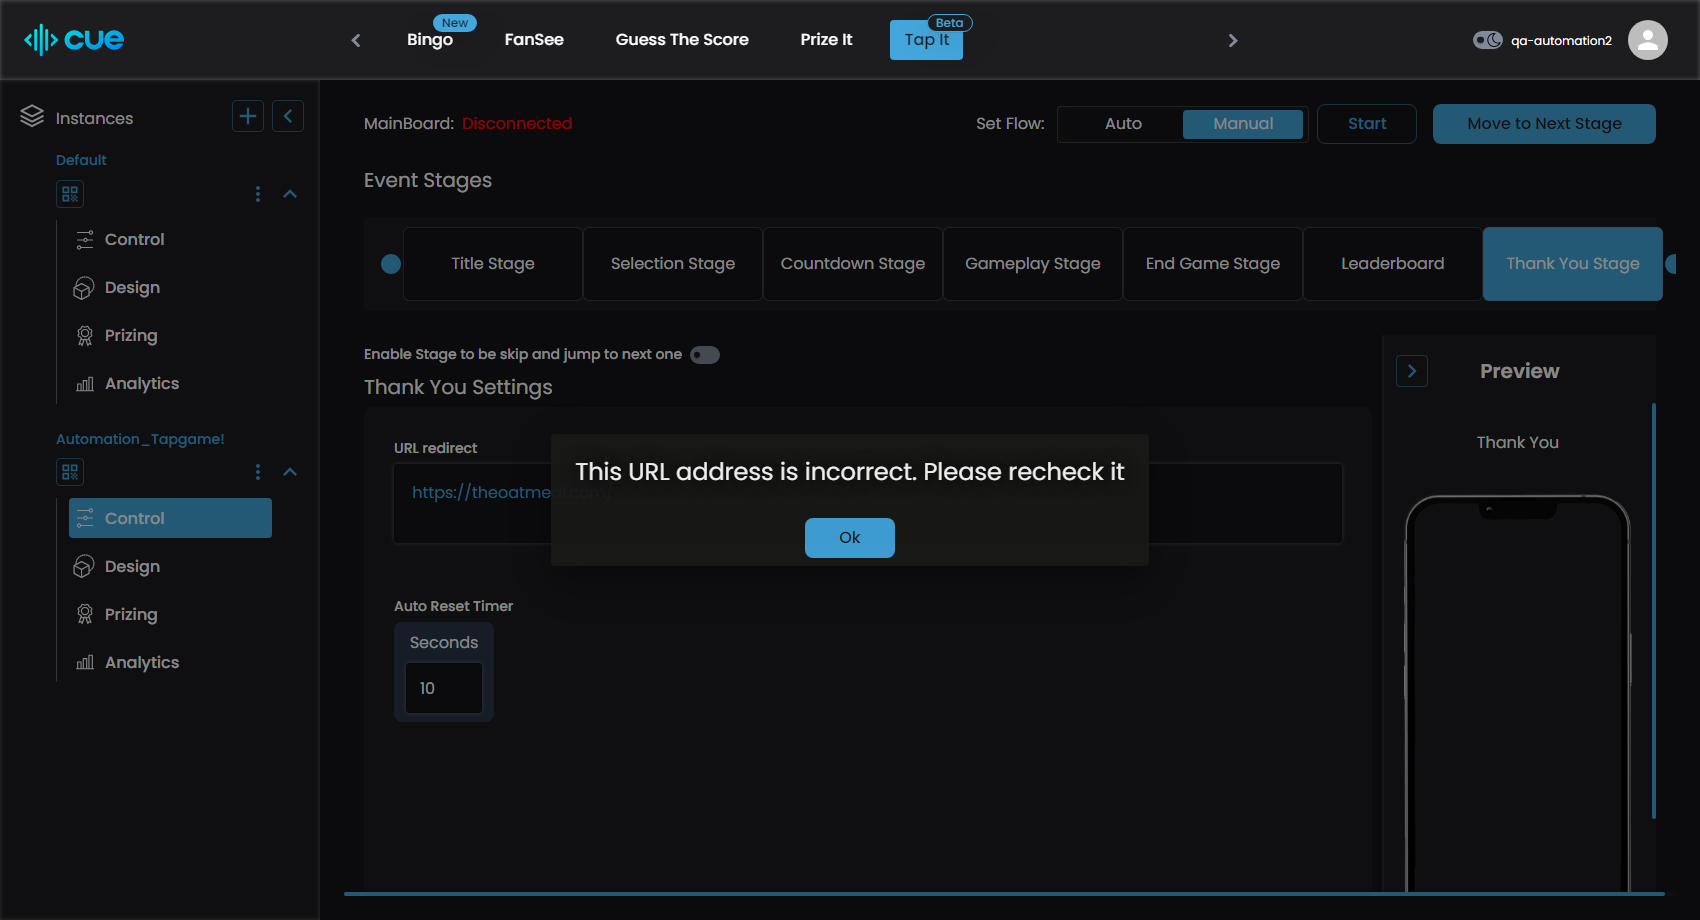 cue
New
Bingo
FanSee
Guess The Score
Prize It
Beta
Tap It
qa-automation2
Instances
Default
Control
Design
Prizing
Analytics
Automation_Tapgame!
Control
Design
Prizing
Analytics
MainBoard: Disconnected
Set Flow:
Auto
Manual
Start
Move to Next Stage
Event Stages
Title Stage
Selection Stage
Countdown Stage
Gameplay Stage
End Game Stage
Leaderboard
Thank You Stage
Enable Stage to be skip and jump to next one
Thank You Settings
URL redirect
https://theoatmeal.com/
This URL address is incorrect. Please recheck it
Ok
Auto Reset Timer
Seconds
10
Preview
Thank You